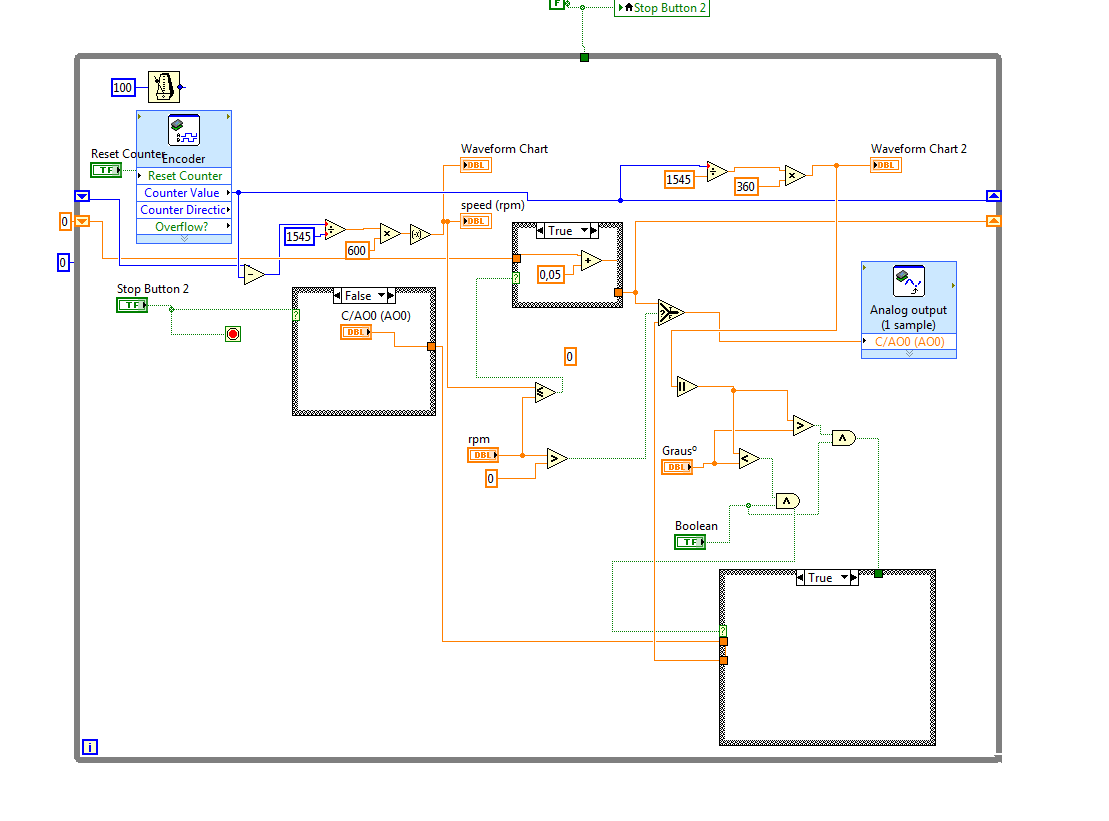 F
Stop Button 2
100
Reset Counter
TF
Encoder
Reset Counter
Counter Value
Counter Directic
Overflow?
Waveform Chart
DBL
Waveform Chart 2
DBL
1545
360
speed (rpm)
DBL
0
1545
600
True
0,05
0
Stop Button 2
TF
False
C/AO0 (AO0)
DBL
Analog output
(1 sample)
C/AO0 (AO0)
0
rpm
DBL
0
Grausº
DBL
Boolean
TF
True
i